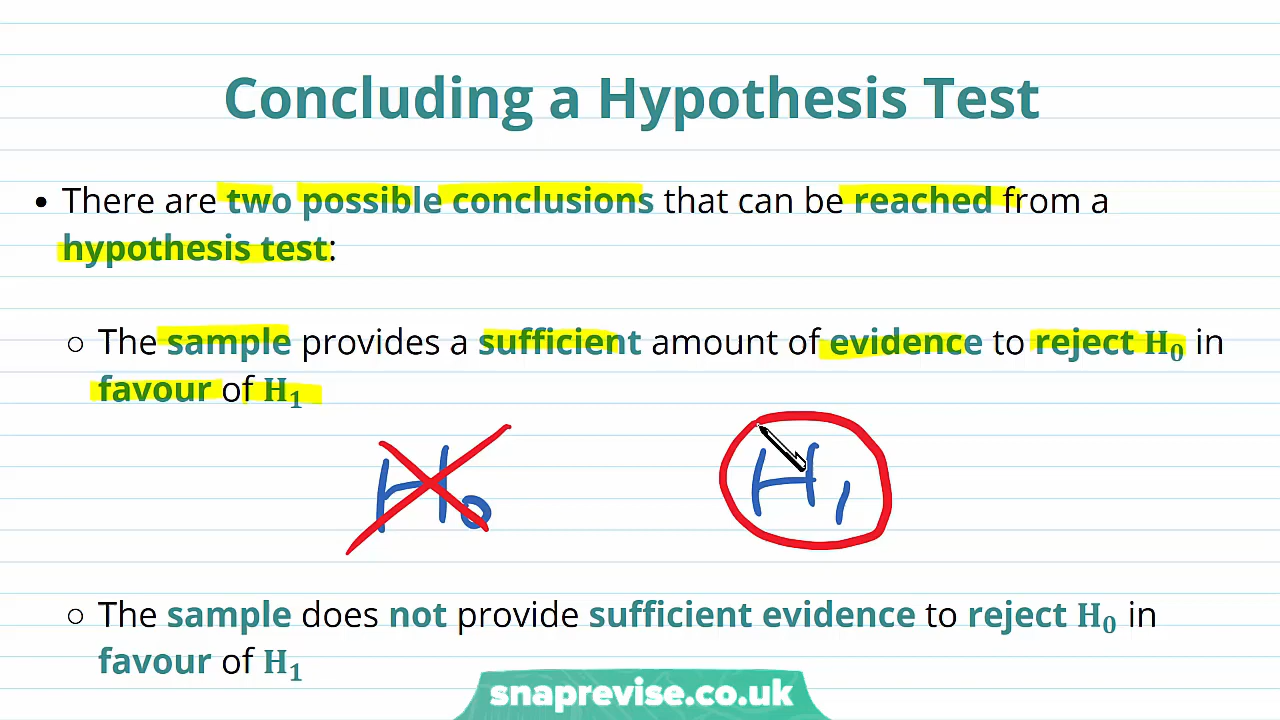 Concluding a Hypothesis Test
• There are two possible conclusions that can be reached from a
hypothesis test:
○ The sample provides a sufficient amount of evidence to reject H₀ in
favour of H₁
H₀ H₁
○ The sample does not provide sufficient evidence to reject H₀ in
favour of H₁
snaprevise.co.uk